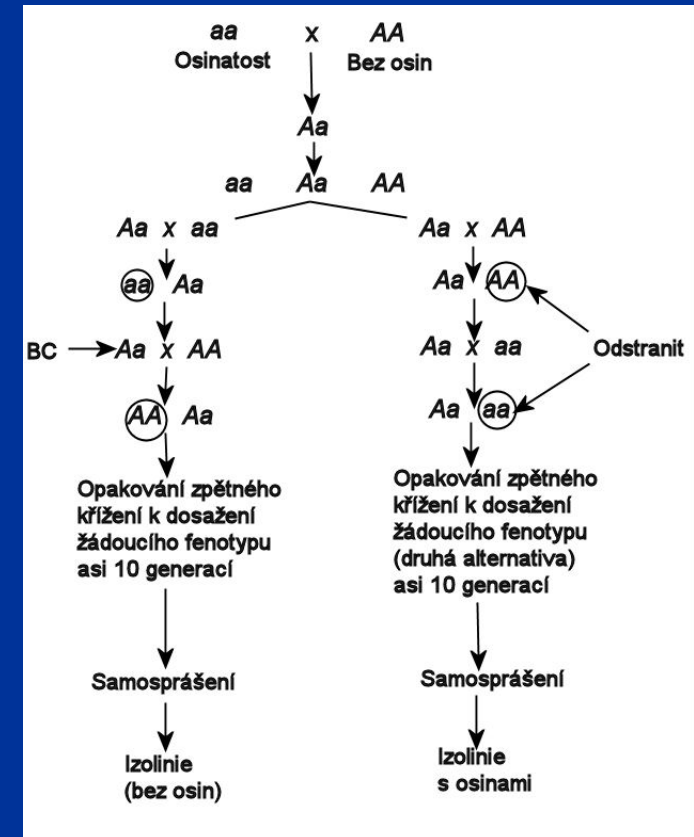 aa x AA
Osinatost Bez osin
Aa
aa Aa AA
Aa x aa
Aa x AA
aa Aa
Aa AA
BC Aa x AA
Aa x aa
Odstranit
AA Aa
Aa aa
Opakování zpětného
křížení k dosažení
žádoucího fenotypu
asi 10 generací
Opakování zpětného
křížení k dosažení
žádoucího fenotypu
(druhá alternativa)
asi 10 generací
Samosprášení
Samosprášení
Izolinie
(bez osin)
Izolinie
s osinami